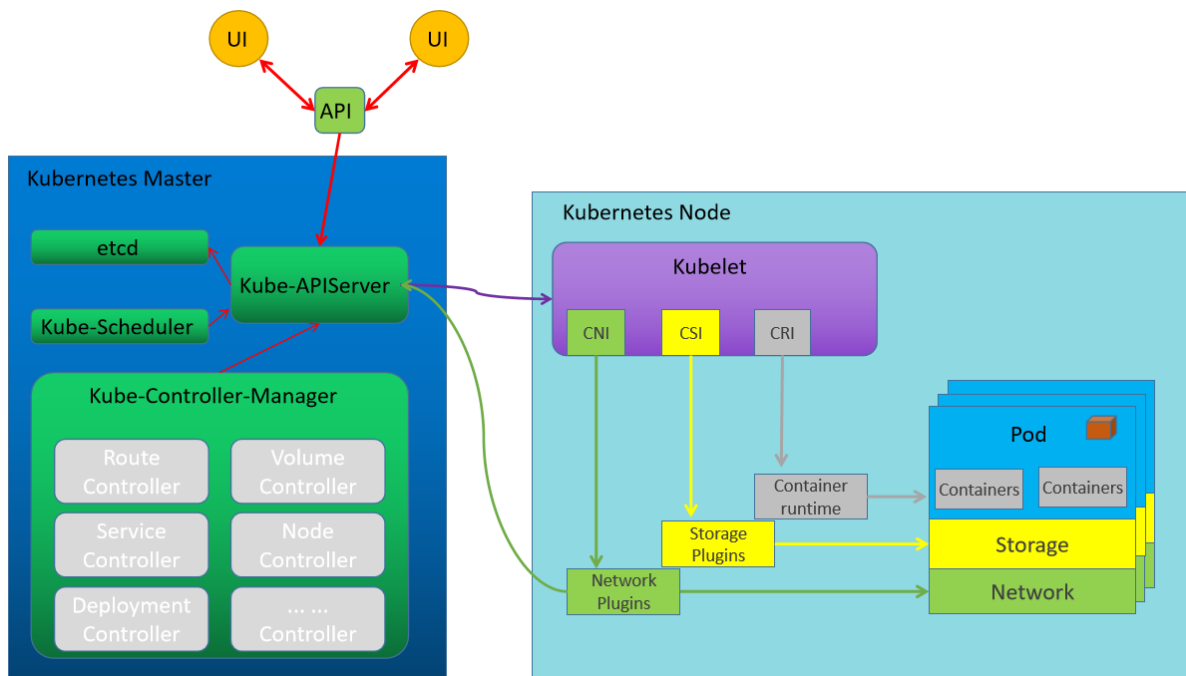 UI
UI
API
Kubernetes Master
etcd
Kube-APIServer
Kube-Scheduler
Kube-Controller-Manager
Route
Controller
Volume
Controller
Service
Controller
Node
Controller
Deployment
Controller
... ...
Controller
Kubernetes Node
Kubelet
CNI
CSI
CRI
Container
runtime
Storage
Plugins
Network
Plugins
Pod
Containers
Containers
Storage
Network